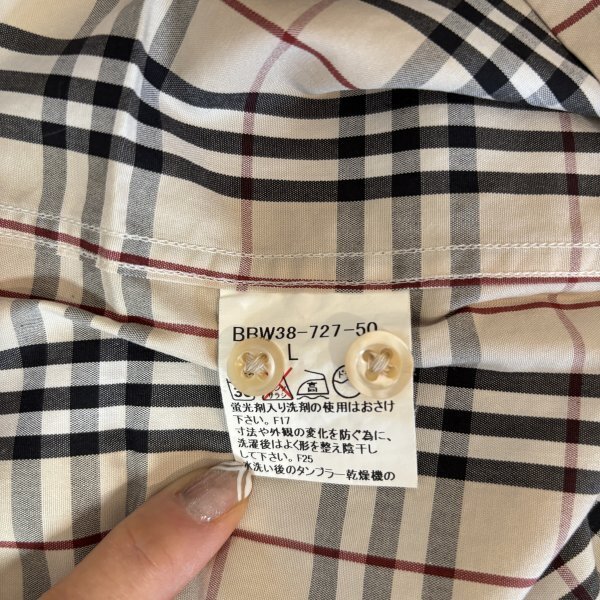 BBW38-727-50
L
高
蛍光剤入り洗剤の使用はおさけ
下さい。F17
寸法や外観の変化を防ぐ為に、
洗濯後はよく形を整え陰干し
して下さい。F25
水洗い後のタンブラー乾燥機の